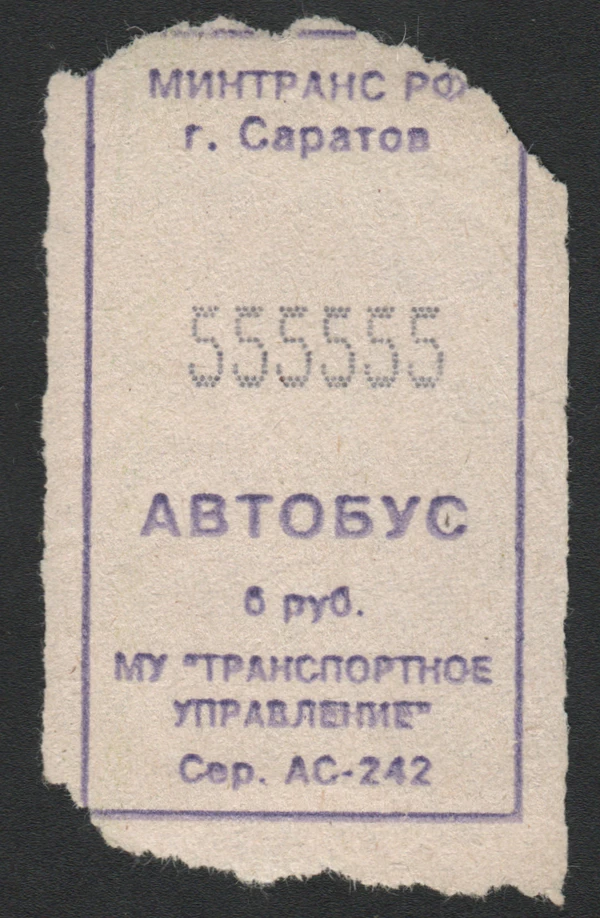 МИНТРАНС РФ
г. Саратов
555555
АВТОБУС
6 руб.
МУ "ТРАНСПОРТНОЕ
УПРАВЛЕНИЕ"
Сер. АС-242